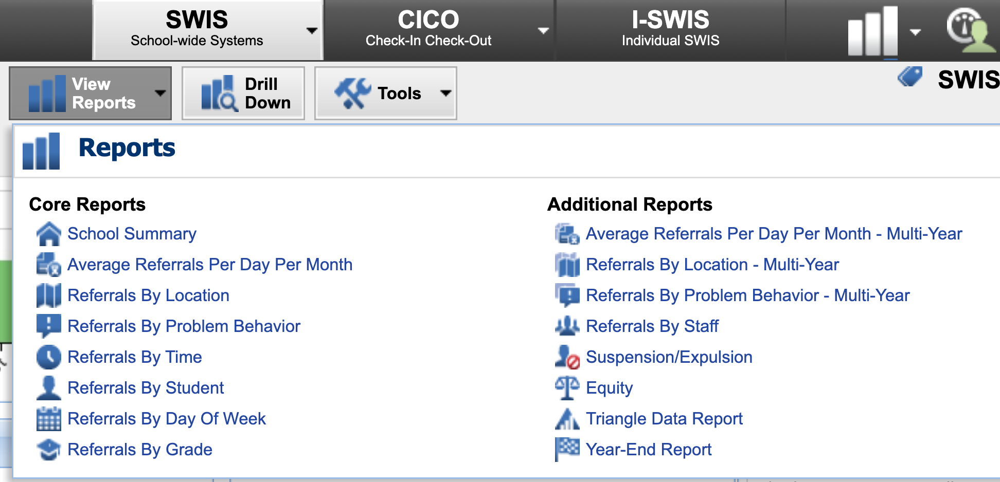 SWIS
School-wide Systems
CICO
Check-In Check-Out
I-SWIS
Individual SWIS
View
Reports
Drill
Down
Tools
SWIS
Reports
Core Reports
School Summary
Average Referrals Per Day Per Month
Referrals By Location
Referrals By Problem Behavior
Referrals By Time
Referrals By Student
Referrals By Day Of Week
Referrals By Grade
Additional Reports
Average Referrals Per Day Per Month - Multi-Year
Referrals By Location - Multi-Year
Referrals By Problem Behavior - Multi-Year
Referrals By Staff
Suspension/Expulsion
Equity
Triangle Data Report
Year-End Report